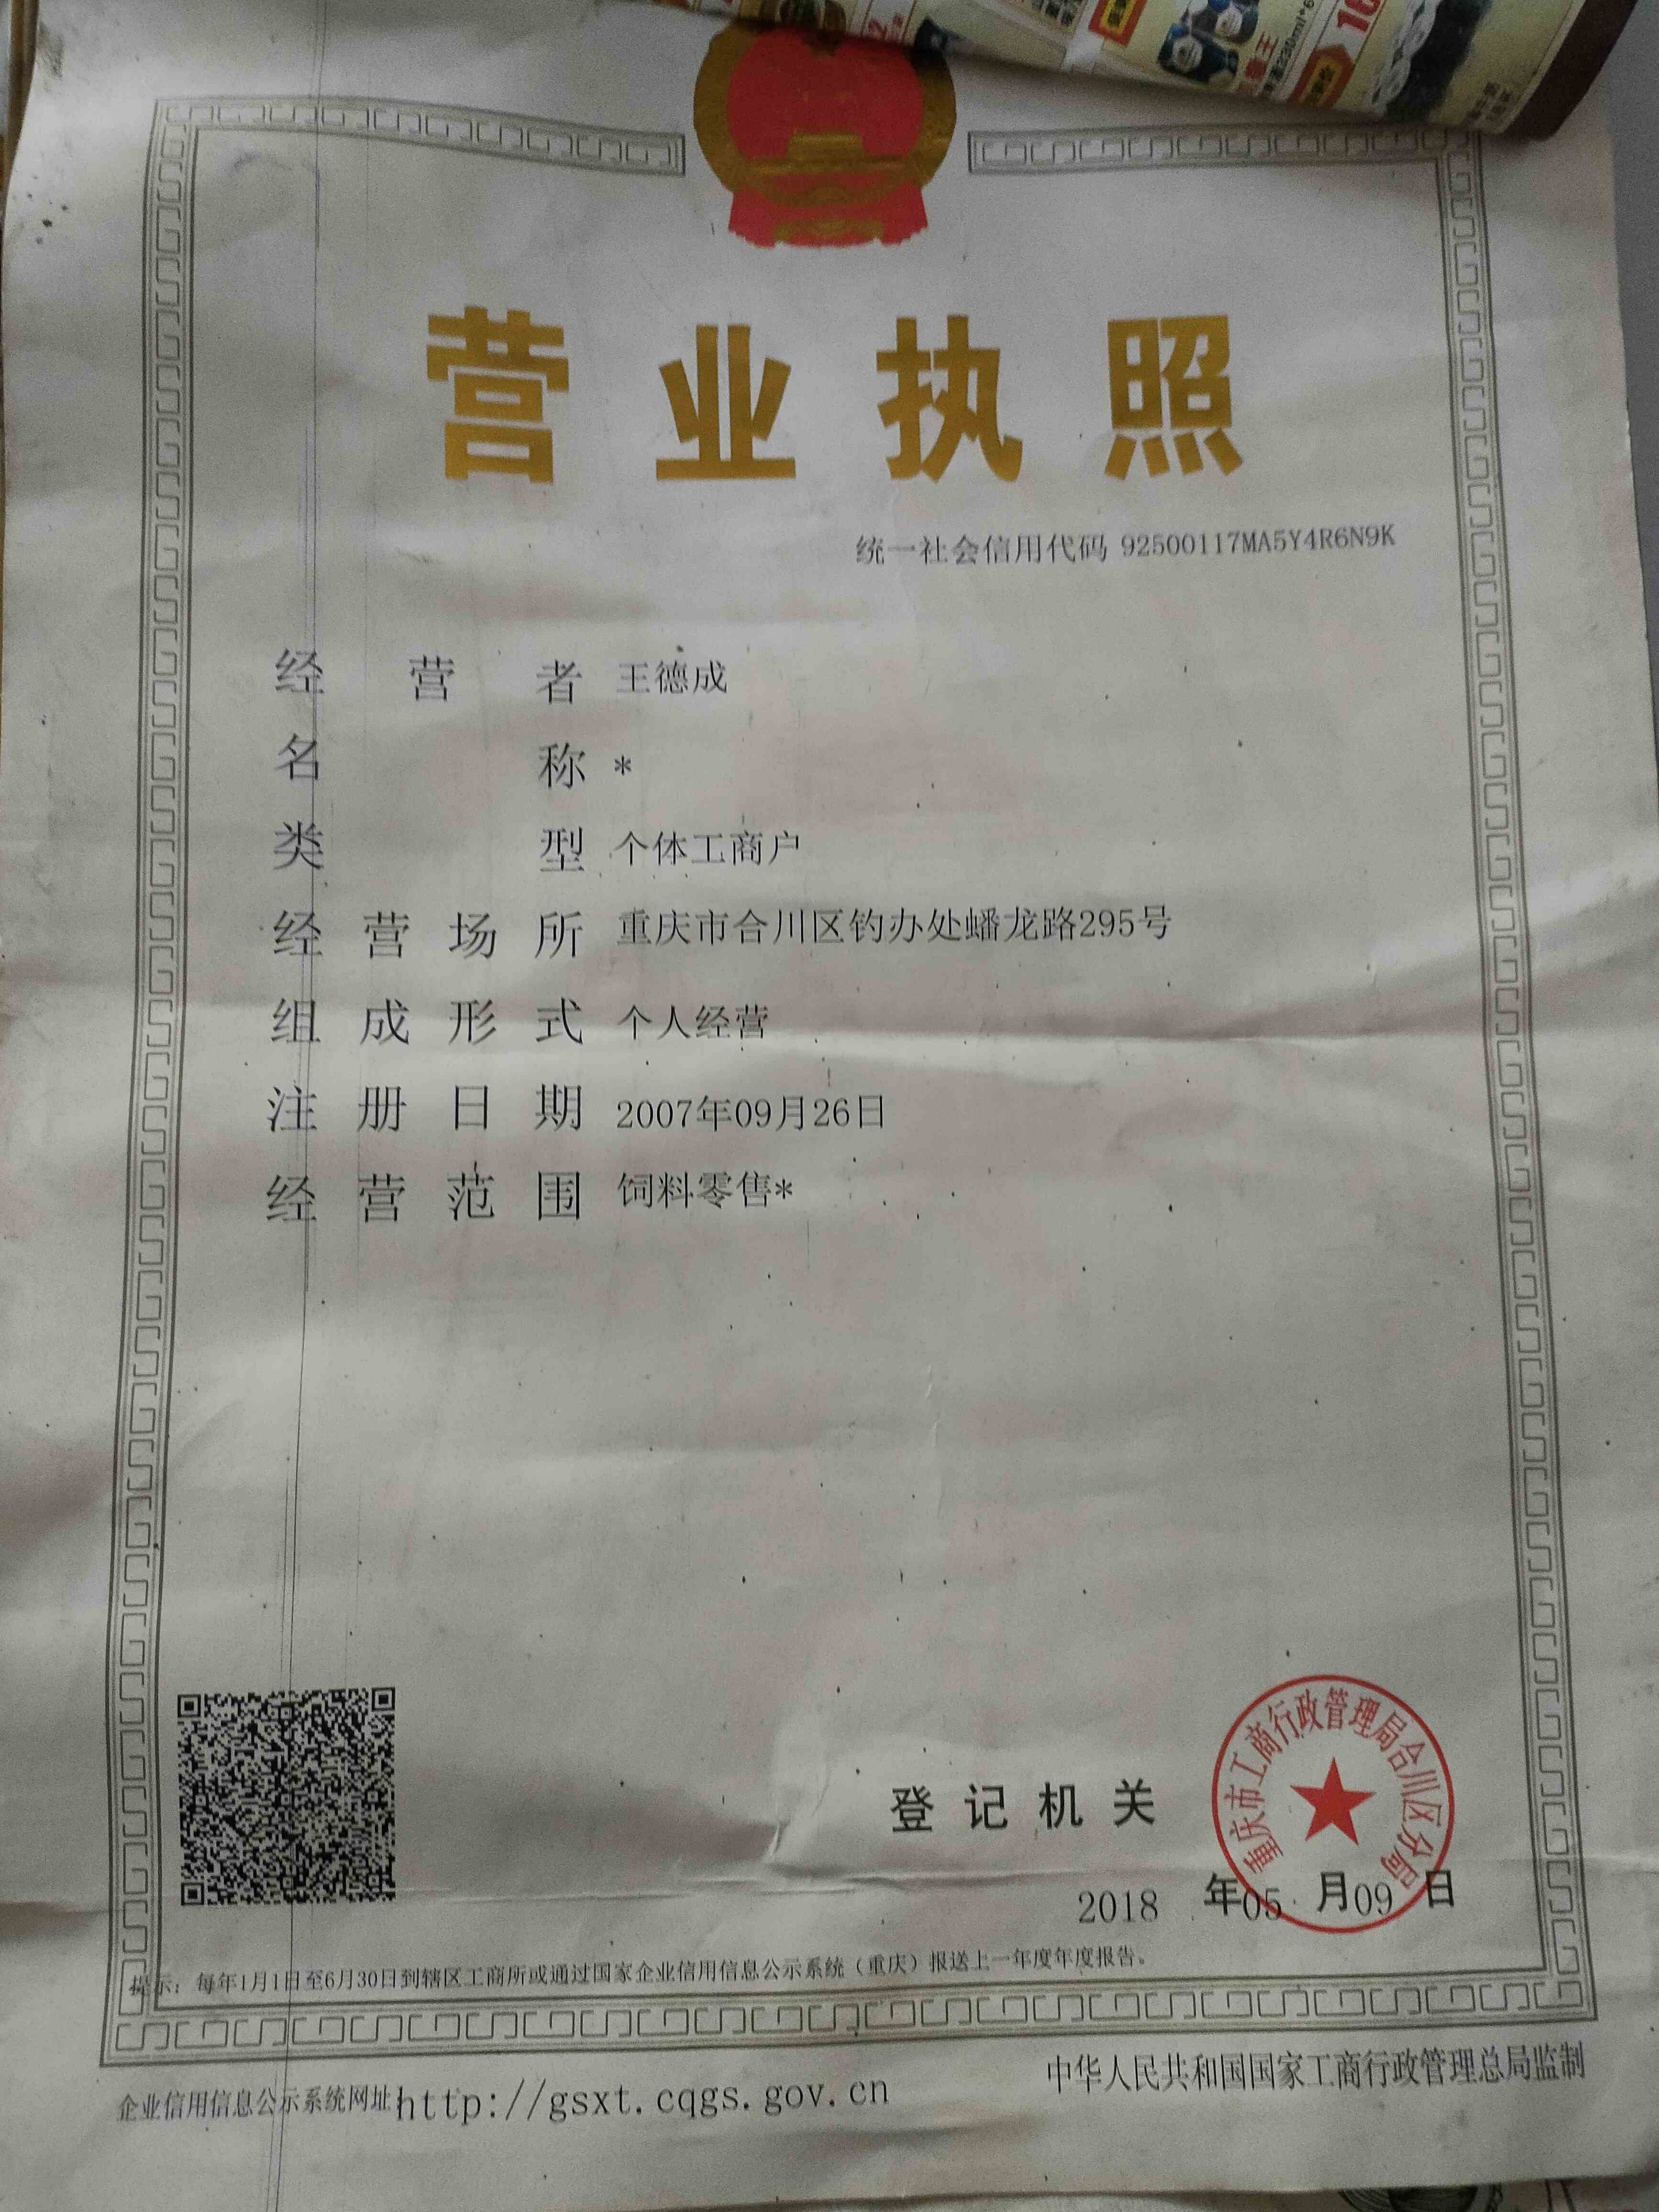 营业执照
统一社会信用代码 92500117MA5Y4R6N9K
经营者 王德成
名称 *
类型 个体工商户
经营场所 重庆市合川区钓办处蟠龙路295号
组成形式 个人经营
注册日期 2007年09月26日
经营范围 饲料零售*
重庆市工商行政管理局合川区分局
登记机关
2018 年05 月09 日
提示：每年1月1日至6月30日到辖区工商所或通过国家企业信用信息公示系统（重庆）报送上一年度年度报告。
企业信用信息公示系统网址：http://gsxt.cqgs.gov.cn
中华人民共和国国家工商行政管理总局监制